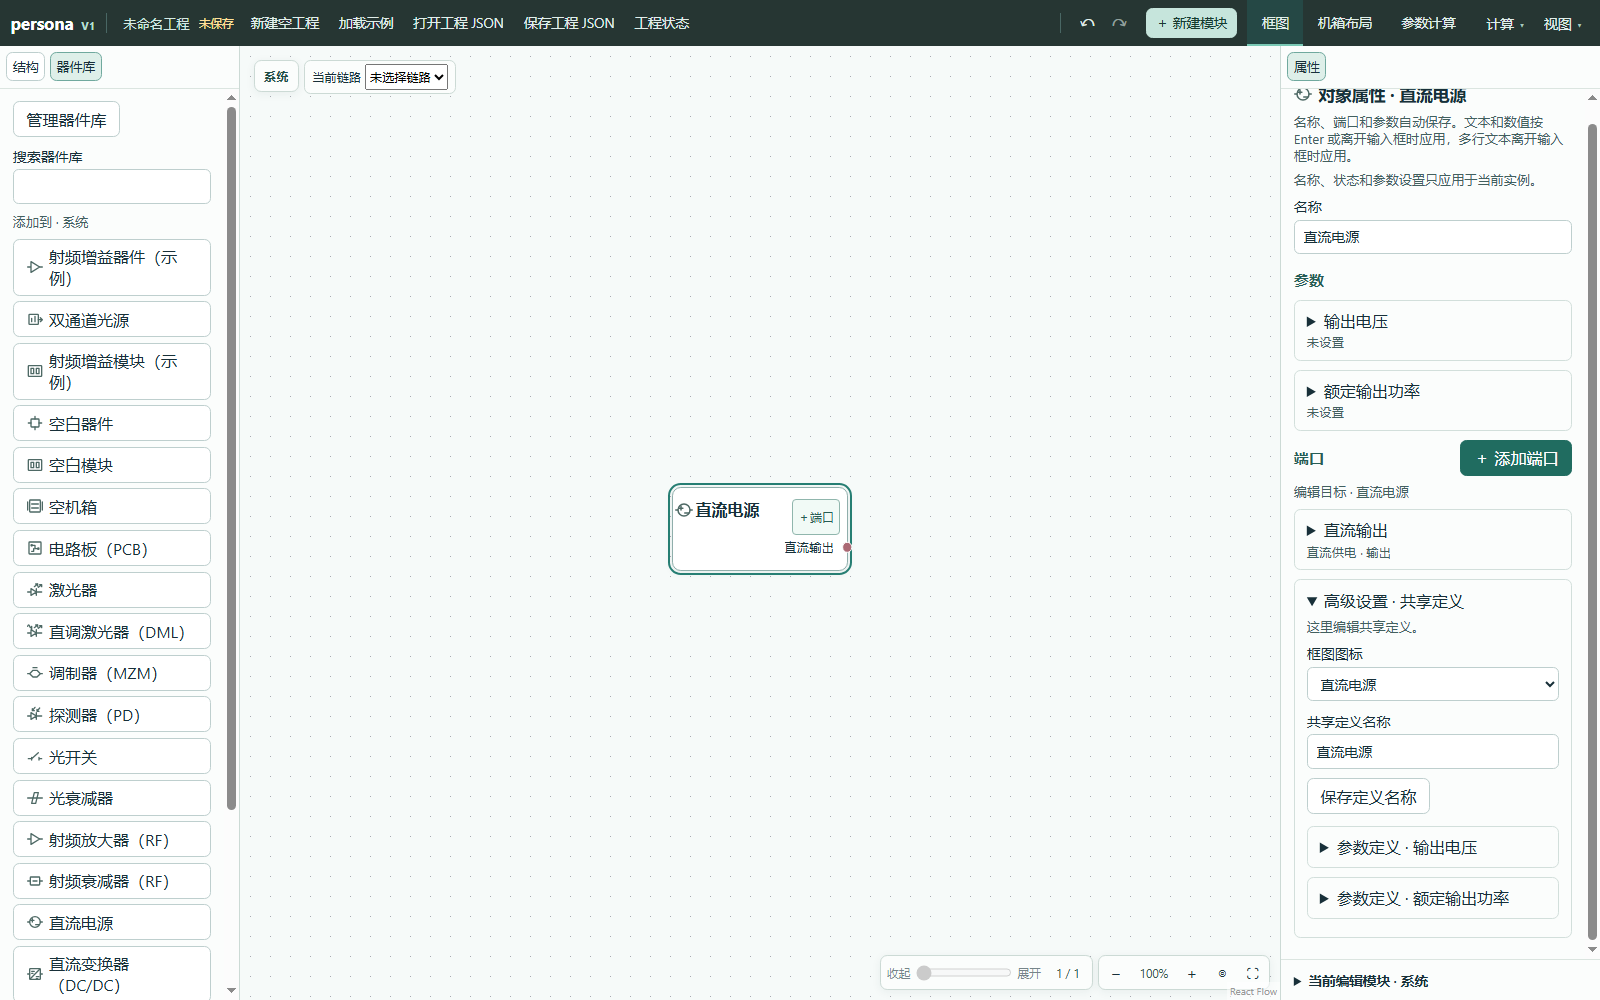 persona V1
未命名工程 未保存 新建空工程 加载示例 打开工程 JSON 保存工程 JSON 工程状态
+ 新建模块 框图 机箱布局 参数计算 计算 视图
结构 器件库
管理器件库
搜索器件库
添加到 · 系统
射频增益器件（示
例）
双通道光源
射频增益模块（示
例）
空白器件
空白模块
空机箱
电路板（PCB）
激光器
直调激光器（DML）
调制器（MZM）
探测器（PD）
光开关
光衰减器
射频放大器（RF）
射频衰减器（RF）
直流电源
直流变换器
（DC/DC）
系统 当前链路 未选择链路
直流电源
+ 端口
直流输出
收起 展开 1 / 1
− 100% +
React Flow
属性
对象属性 · 直流电源
名称、端口和参数自动保存。文本和数值按
Enter 或离开输入框时应用，多行文本离开输入
框时应用。
名称、状态和参数设置只应用于当前实例。
名称
直流电源
参数
输出电压
未设置
额定输出功率
未设置
端口
+ 添加端口
编辑目标 · 直流电源
直流输出
直流供电 · 输出
高级设置 · 共享定义
这里编辑共享定义。
框图图标
直流电源
共享定义名称
直流电源
保存定义名称
参数定义 · 输出电压
参数定义 · 额定输出功率
当前编辑模块 · 系统